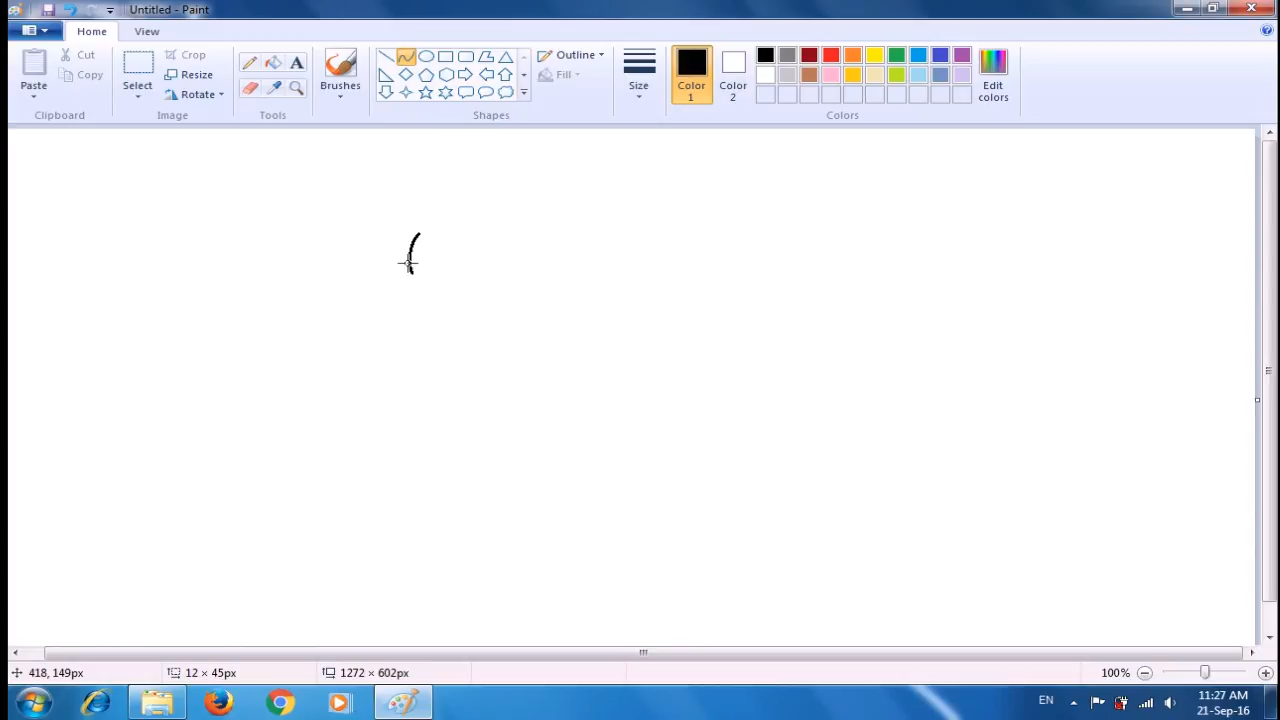 Untitled - Paint
Home View
Paste
Cut
Copy
Select
Crop
Resize
Rotate
A
Brushes
Outline
Fill
Size
Color 1
Color 2
Edit colors
Clipboard Image Tools Shapes Colors
418, 149px 12 × 45px 1272 × 602px 100%
EN 11:27 AM
21-Sep-16